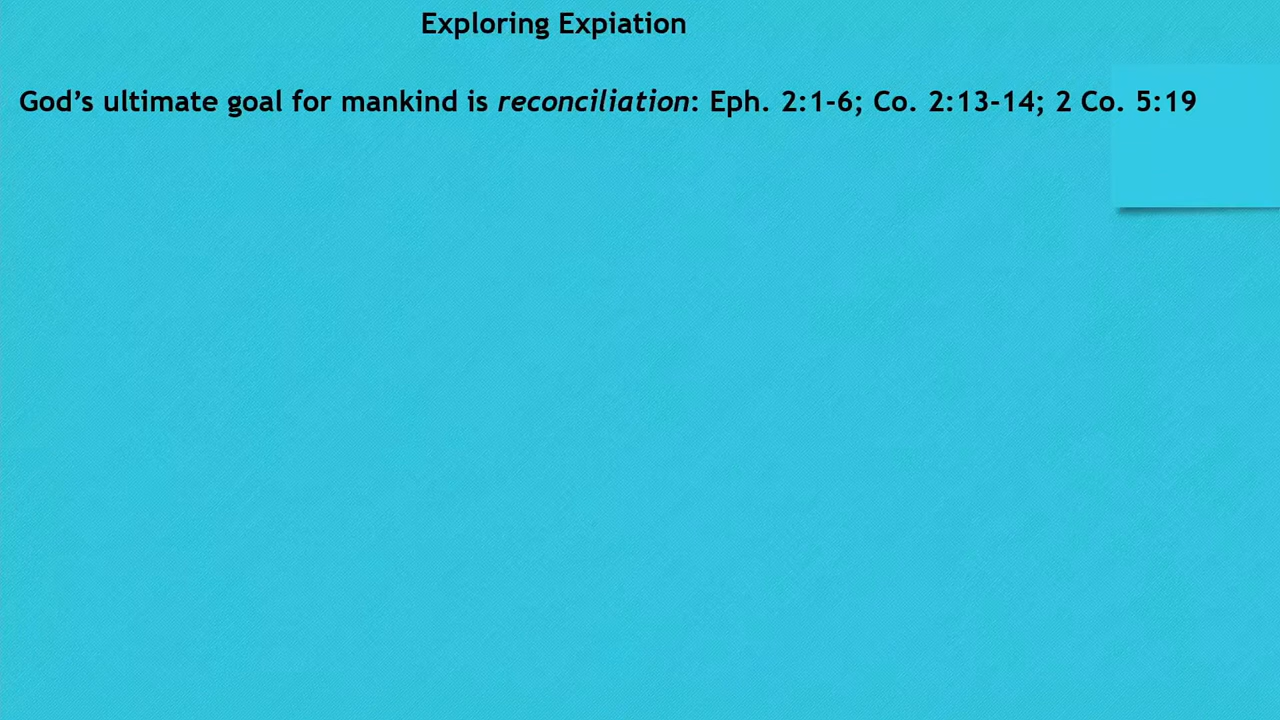 Exploring Expiation
God’s ultimate goal for mankind is reconciliation: Eph. 2:1-6; Co. 2:13-14; 2 Co. 5:19